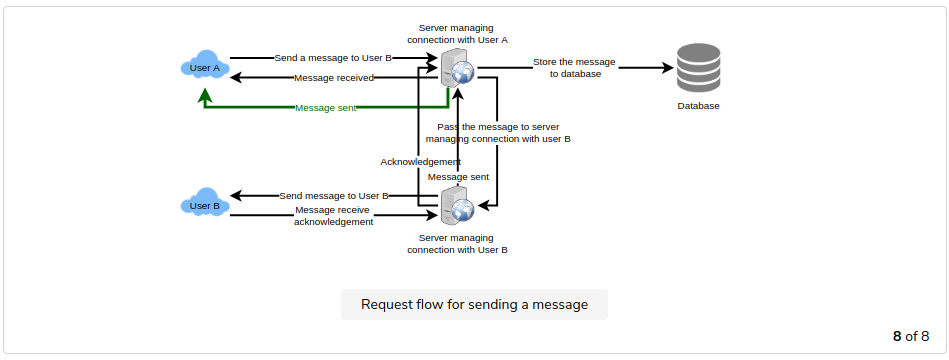 Server managing
connection with User A
Send a message to User B
User A
Message received
Message sent
Store the message
to database
Database
Pass the message to server
managing connection with user B
Acknowledgement
Message sent
Send message to User B
User B
Message receive
acknowledgement
Server managing
connection with User B
Request flow for sending a message
8 of 8